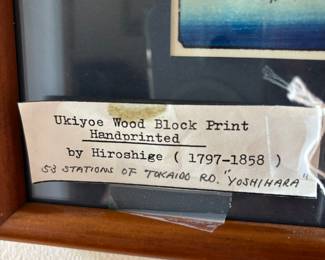 Ukiyoe Wood Block Print
Handprinted
by Hiroshige ( 1797-1858 )
53 STATIONS OF TOKAIDO RD. "YOSHIHARA"